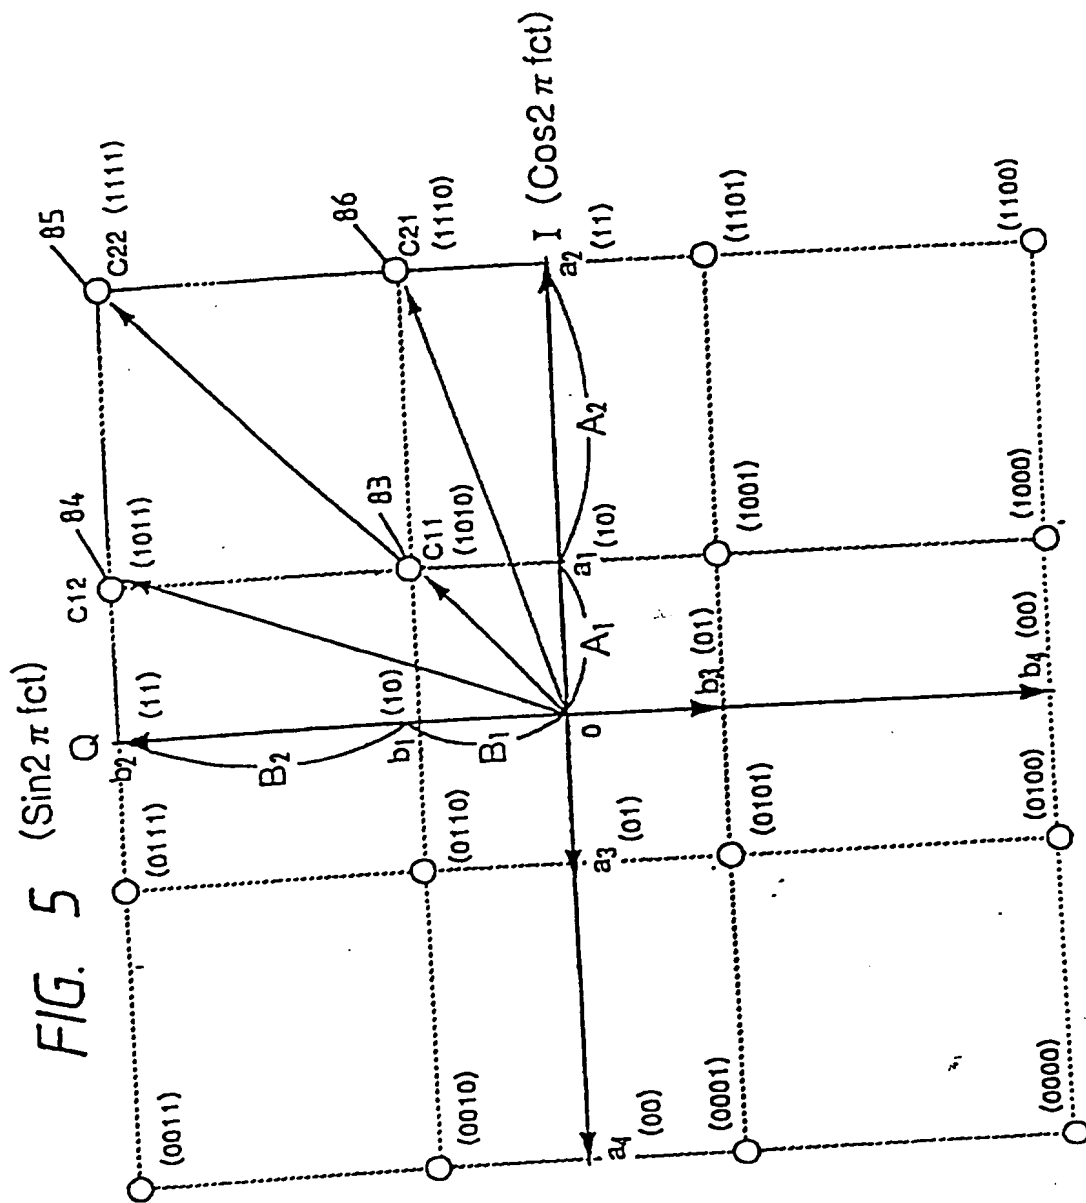 FIG. 5
(Sin2πfct)
Q
85
C22 (1111)
84
C12
(1011)
b2
(11)
(0111)
(0011)
B2
86
C21
(1110)
83
C11
(1010)
(10)
b1
(0110)
(0010)
B1
I (Cos2πfct)
a2
(11)
A2
a1
(10)
A1
0
a3
(01)
a4
(00)
(1101)
(1001)
b3 (01)
(0101)
(0001)
(1100)
(1000)
b4 (00)
(0100)
(0000)